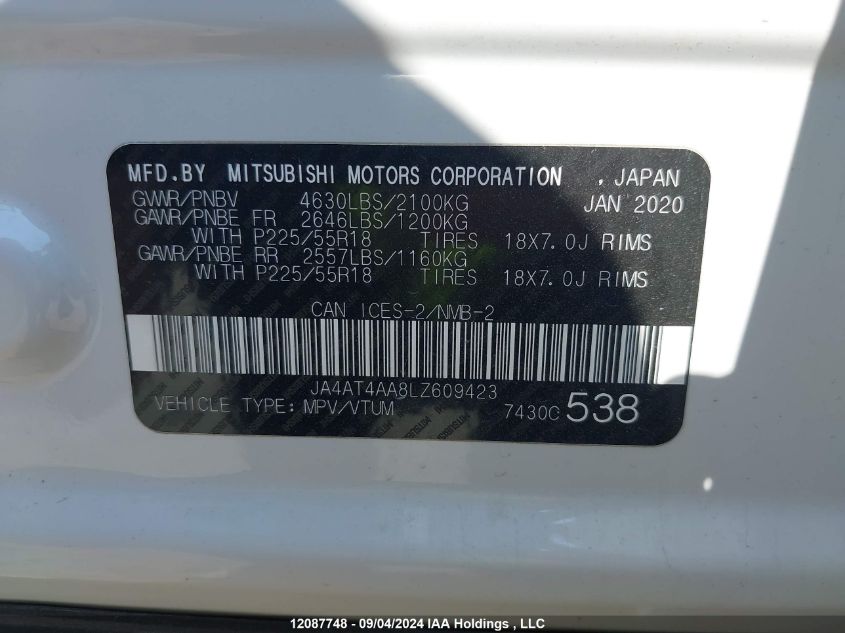 MFD.BY MITSUBISHI MOTORS CORPORATION , JAPAN
GVWR/PNBV 4630LBS/2100KG JAN 2020
GAWR/PNBE FR 2646LBS/1200KG
WITH P225/55R18 TIRES 18X7.0J RIMS
GAWR/PNBE RR 2557LBS/1160KG
WITH P225/55R18 TIRES 18X7.0J RIMS
CAN ICES-2/NMB-2
JA4AT4AA8LZ609423
VEHICLE TYPE:MPV/VTUM 7430C 538
12087748 - 09/04/2024 IAA Holdings , LLC